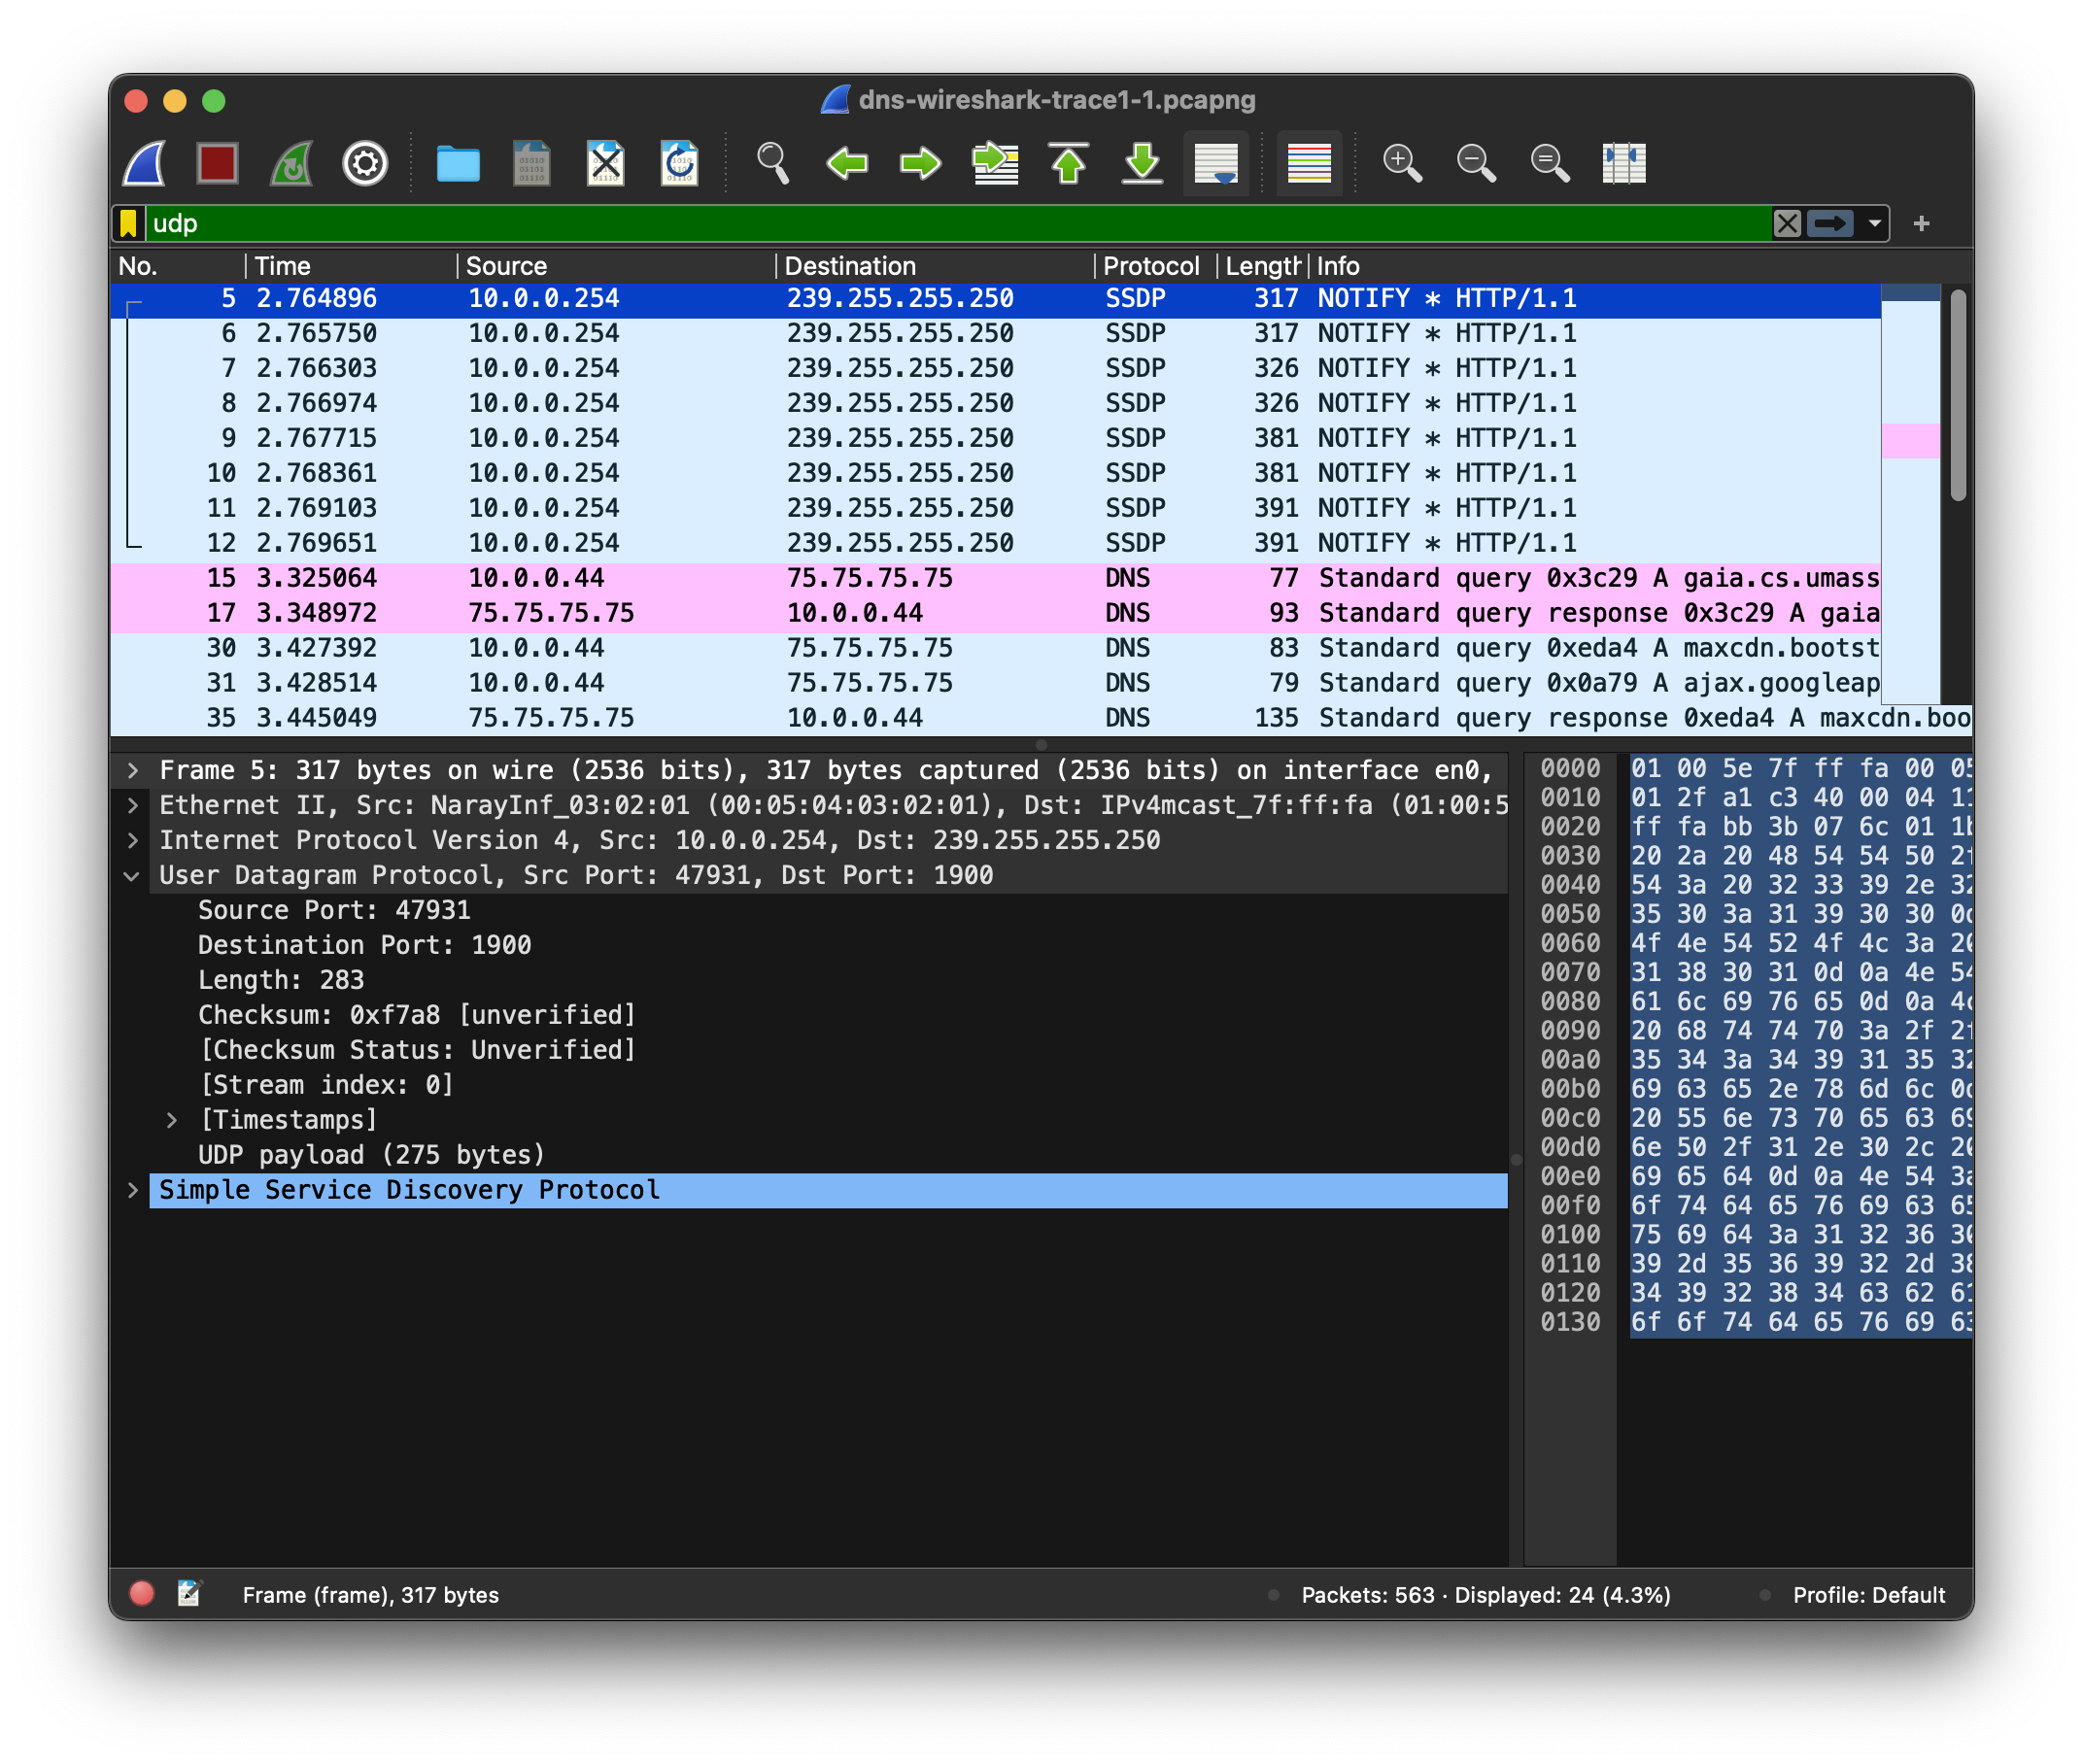 dns-wireshark-trace1-1.pcapng
udp
No. Time Source Destination Protocol Length Info
5 2.764896 10.0.0.254 239.255.255.250 SSDP 317 NOTIFY * HTTP/1.1
6 2.765750 10.0.0.254 239.255.255.250 SSDP 317 NOTIFY * HTTP/1.1
7 2.766303 10.0.0.254 239.255.255.250 SSDP 326 NOTIFY * HTTP/1.1
8 2.766974 10.0.0.254 239.255.255.250 SSDP 326 NOTIFY * HTTP/1.1
9 2.767715 10.0.0.254 239.255.255.250 SSDP 381 NOTIFY * HTTP/1.1
10 2.768361 10.0.0.254 239.255.255.250 SSDP 381 NOTIFY * HTTP/1.1
11 2.769103 10.0.0.254 239.255.255.250 SSDP 391 NOTIFY * HTTP/1.1
12 2.769651 10.0.0.254 239.255.255.250 SSDP 391 NOTIFY * HTTP/1.1
15 3.325064 10.0.0.44 75.75.75.75 DNS 77 Standard query 0x3c29 A gaia.cs.umass
17 3.348972 75.75.75.75 10.0.0.44 DNS 93 Standard query response 0x3c29 A gaia
30 3.427392 10.0.0.44 75.75.75.75 DNS 83 Standard query 0xeda4 A maxcdn.bootst
31 3.428514 10.0.0.44 75.75.75.75 DNS 79 Standard query 0x0a79 A ajax.googleap
35 3.445049 75.75.75.75 10.0.0.44 DNS 135 Standard query response 0xeda4 A maxcdn.boo
Frame 5: 317 bytes on wire (2536 bits), 317 bytes captured (2536 bits) on interface en0,
Ethernet II, Src: NarayInf_03:02:01 (00:05:04:03:02:01), Dst: IPv4mcast_7f:ff:fa (01:00:5
Internet Protocol Version 4, Src: 10.0.0.254, Dst: 239.255.255.250
User Datagram Protocol, Src Port: 47931, Dst Port: 1900
Source Port: 47931
Destination Port: 1900
Length: 283
Checksum: 0xf7a8 [unverified]
[Checksum Status: Unverified]
[Stream index: 0]
[Timestamps]
UDP payload (275 bytes)
Simple Service Discovery Protocol
0000 01 00 5e 7f ff fa 00 05
0010 01 2f a1 c3 40 00 04 11
0020 ff fa bb 3b 07 6c 01 1b
0030 20 2a 20 48 54 54 50 2f
0040 54 3a 20 32 33 39 2e 32
0050 35 30 3a 31 39 30 30 0d
0060 4f 4e 54 52 4f 4c 3a 20
0070 31 38 30 31 0d 0a 4e 54
0080 61 6c 69 76 65 0d 0a 4c
0090 20 68 74 74 70 3a 2f 2f
00a0 35 34 3a 34 39 31 35 32
00b0 69 63 65 2e 78 6d 6c 0d
00c0 20 55 6e 73 70 65 63 69
00d0 6e 50 2f 31 2e 30 2c 20
00e0 69 65 64 0d 0a 4e 54 3a
00f0 6f 74 64 65 76 69 63 65
0100 75 69 64 3a 31 32 36 30
0110 39 2d 35 36 39 32 2d 38
0120 34 39 32 38 34 63 62 61
0130 6f 6f 74 64 65 76 69 63
Frame (frame), 317 bytes
Packets: 563 · Displayed: 24 (4.3%)
Profile: Default